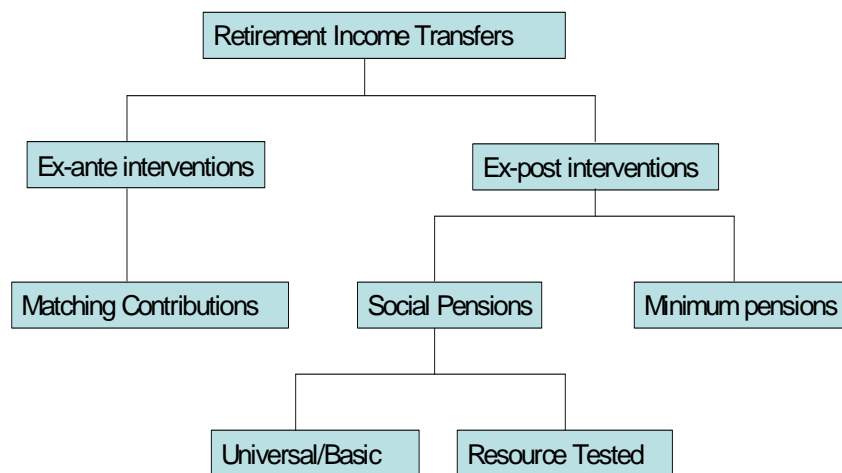 Retirement Income Transfers
Ex-ante interventions
Ex-post interventions
Matching Contributions
Social Pensions
Minimum pensions
Universal/Basic
Resource Tested